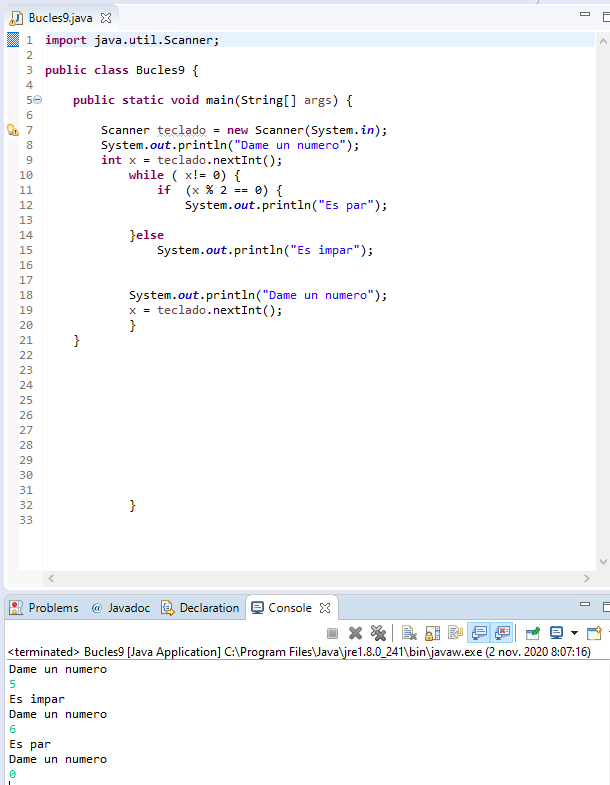 Bucles9.java
1 import java.util.Scanner;
2
3 public class Bucles9 {
4
5 public static void main(String[] args) {
6
7 Scanner teclado = new Scanner(System.in);
8 System.out.println("Dame un numero");
9 int x = teclado.nextInt();
10 while ( x!= 0) {
11 if (x % 2 == 0) {
12 System.out.println("Es par");
13
14 }else
15 System.out.println("Es impar");
16
17
18 System.out.println("Dame un numero");
19 x = teclado.nextInt();
20 }
21 }
22
23
24
25
26
27
28
29
30
31
32 }
33
Problems @ Javadoc Declaration Console
<terminated> Bucles9 [Java Application] C:\Program Files\Java\jre1.8.0_241\bin\javaw.exe (2 nov. 2020 8:07:16)
Dame un numero
5
Es impar
Dame un numero
6
Es par
Dame un numero
0